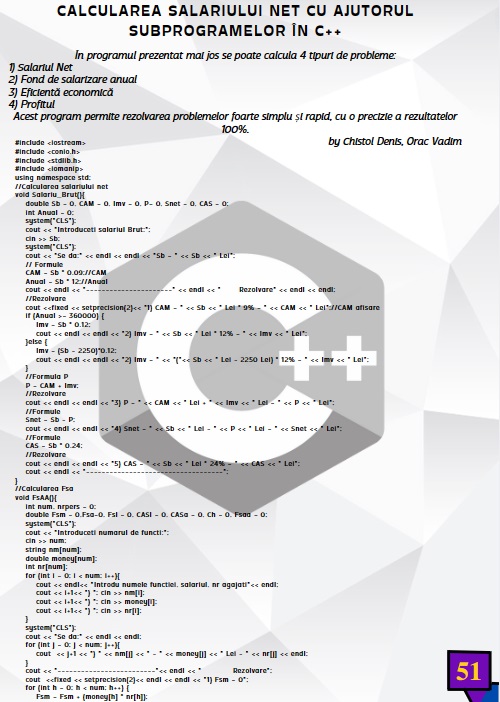 CALCULAREA SALARIULUI NET CU AJUTORUL
SUBPROGRAMELOR ÎN C++
În programul prezentat mai jos se poate calcula 4 tipuri de probleme:
1) Salariul Net
2) Fond de salarizare anual
3) Eficientă economică
4) Profitul
Acest program permite rezolvarea problemelor foarte simplu și rapid, cu o precizie a rezultatelor
100%.
by Chistol Denis, Orac Vadim
#include <iostream>
#include <conio.h>
#include <stdlib.h>
#include <iomanip>
using namespace std;
//Calcularea salariului net
void Salariu_Brut(){
double Sb = 0, CAM = 0, Imv = 0, P= 0, Snet = 0, CAS = 0;
int Anual = 0;
system("CLS");
cout << "Introduceti salariul Brut:";
cin >> Sb;
system("CLS");
cout << "Se da:" << endl << endl << "Sb = " << Sb << " Lei";
// Formule
CAM = Sb * 0.09;//CAM
Anual = Sb * 12;//Anual
cout << endl << "-----------------------" << endl << " Rezolvare" << endl << endl;
//Rezolvare
cout <<fixed << setprecision(2)<< "1) CAM = " << Sb << " Lei * 9% = " << CAM << " Lei";//CAM afisare
if (Anual >= 360000) {
Imv = Sb * 0.12;
cout << endl << endl << "2) Imv = " << Sb << " Lei * 12% = " << Imv << " Lei";
}else {
Imv = (Sb - 2250)*0.12;
cout << endl << endl << "2) Imv = " << "("<< Sb << " Lei - 2250 Lei) * 12% = " << Imv << " Lei";
}
//Formula P
P = CAM + Imv;
//Rezolvare
cout << endl << endl << "3) P = " << CAM << " Lei + " << Imv << " Lei = " << P << " Lei";
//Formule
Snet = Sb - P;
cout << endl << endl << "4) Snet = " << Sb << " Lei - " << P << " Lei = " << Snet << " Lei";
//Formule
CAS = Sb * 0.24;
//Rezolvare
cout << endl << endl << "5) CAS = " << Sb << " Lei * 24% = " << CAS << " Lei";
cout << endl << "-------------------------------------";
}
//Calcularea Fsa
void FsAA(){
int num, nrpers = 0;
double Fsm = 0,Fsa=0, Fsl = 0, CASl = 0, CASa = 0, Ch = 0, Fsaa = 0;
system("CLS");
cout << "Introduceti numarul de functi:";
cin >> num;
string nm[num];
double money[num];
int nr[num];
for (int i = 0; i < num; i++){
cout << endl<< "Introdu numele functiei, salariul, nr agajati"<< endl;
cout << i+1<< ") "; cin >> nm[i];
cout << i+1<< ") "; cin >> money[i];
cout << i+1<< ") "; cin >> nr[i];
}
system("CLS");
cout << "Se da:" << endl << endl;
for (int j = 0; j < num; j++){
cout << j+1 << ") " << nm[j] << " - " << money[j] << " Lei - " << nr[j] << endl;
}
cout << "--------------------------"<< endl << " Rezolvare";
cout <<fixed << setprecision(2)<< endl << endl << "1) Fsm = 0";
for (int h = 0; h < num; h++) {
Fsm = Fsm + (money[h] * nr[h]);
51